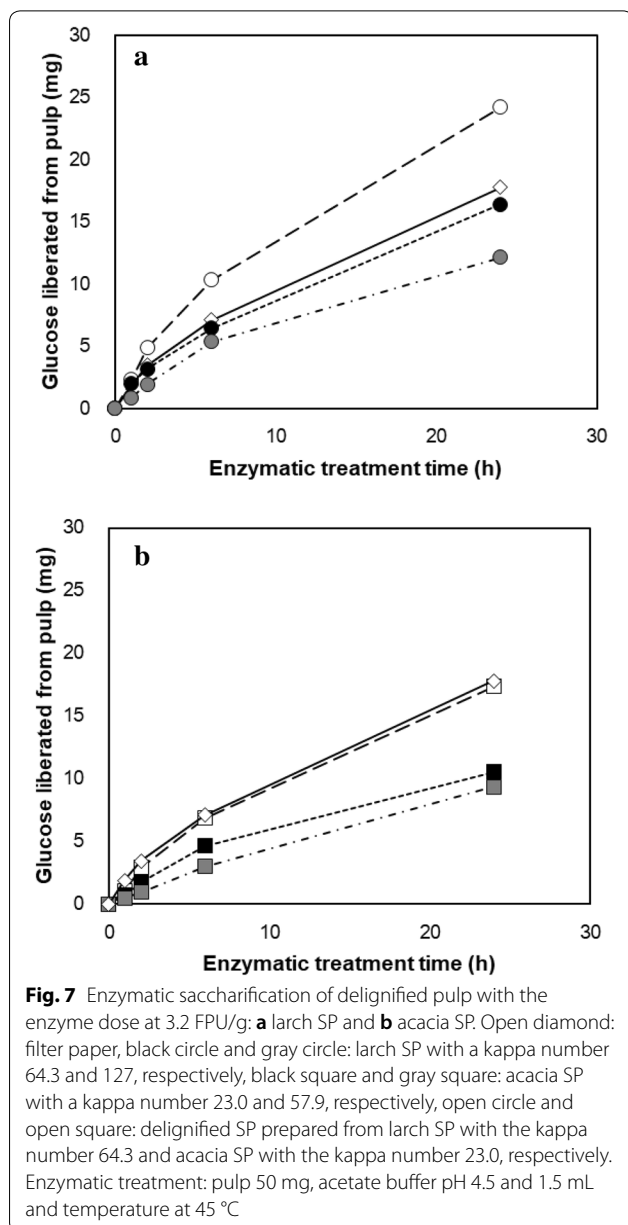 a
Glucose liberated from pulp (mg)
30
25
20
15
10
5
0
0 10 20 30
Enzymatic treatment time (h)
b
Glucose liberated from pulp (mg)
30
25
20
15
10
5
0
0 10 20 30
Enzymatic treatment time (h)
Fig. 7 Enzymatic saccharification of delignified pulp with the
enzyme dose at 3.2 FPU/g: a larch SP and b acacia SP. Open diamond:
filter paper, black circle and gray circle: larch SP with a kappa number
64.3 and 127, respectively, black square and gray square: acacia SP
with a kappa number 23.0 and 57.9, respectively, open circle and
open square: delignified SP prepared from larch SP with the kappa
number 64.3 and acacia SP with the kappa number 23.0, respectively.
Enzymatic treatment: pulp 50 mg, acetate buffer pH 4.5 and 1.5 mL
and temperature at 45 °C